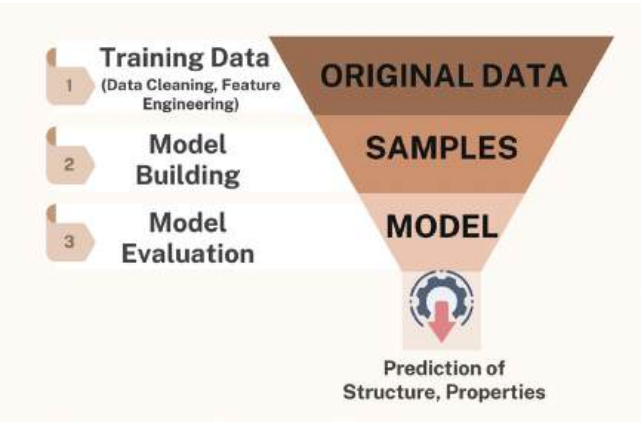 Training Data
(Data Cleaning, Feature
Engineering)
1
ORIGINAL DATA
Model
Building
2
SAMPLES
Model
Evaluation
3
MODEL
Prediction of
Structure, Properties